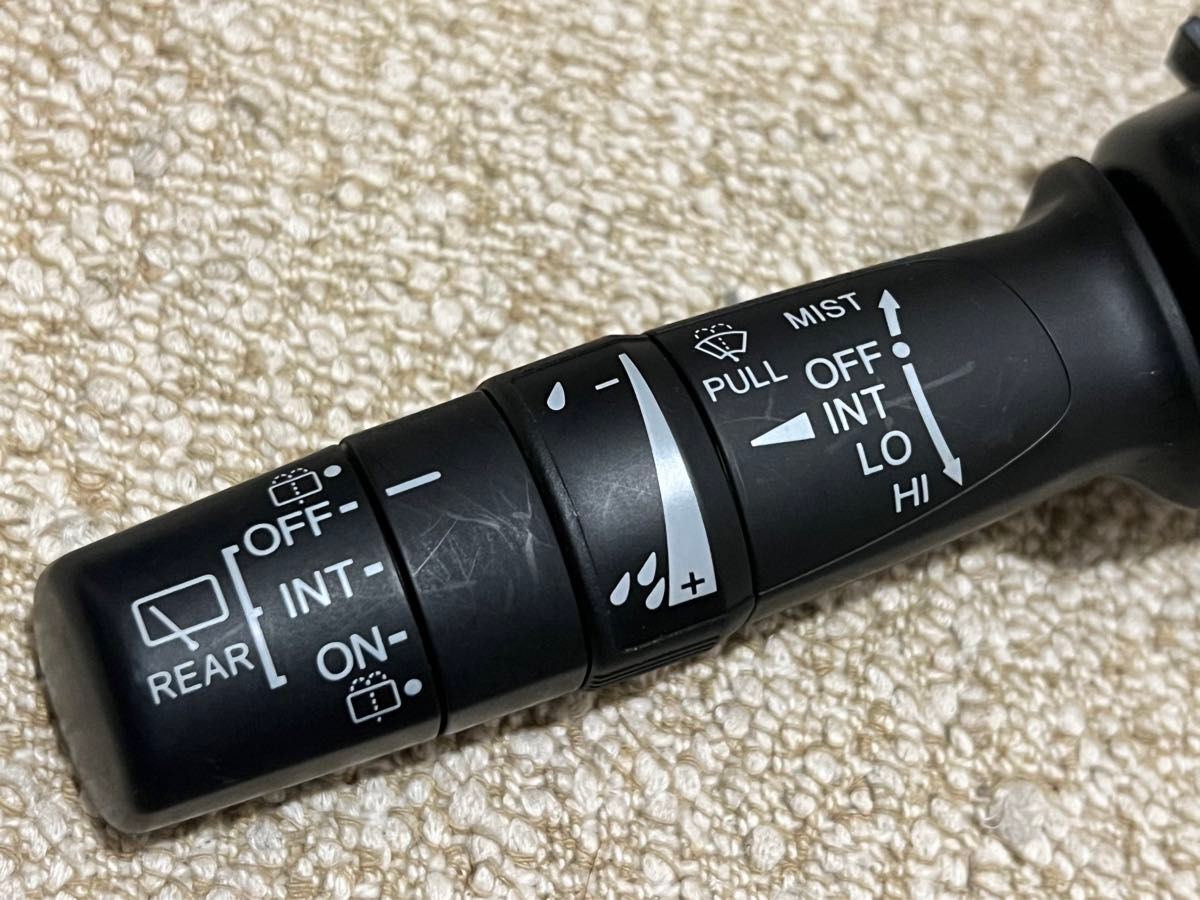 MIST
PULL
OFF
INT
LO
HI
−
+
OFF-
INT-
ON-
REAR